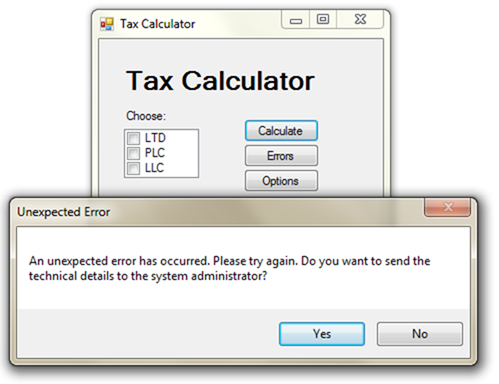 Tax Calculator
Tax Calculator
Choose:
LTD
PLC
LLC
Calculate
Errors
Options
Unexpected Error
An unexpected error has occurred. Please try again. Do you want to send the
technical details to the system administrator?
Yes
No